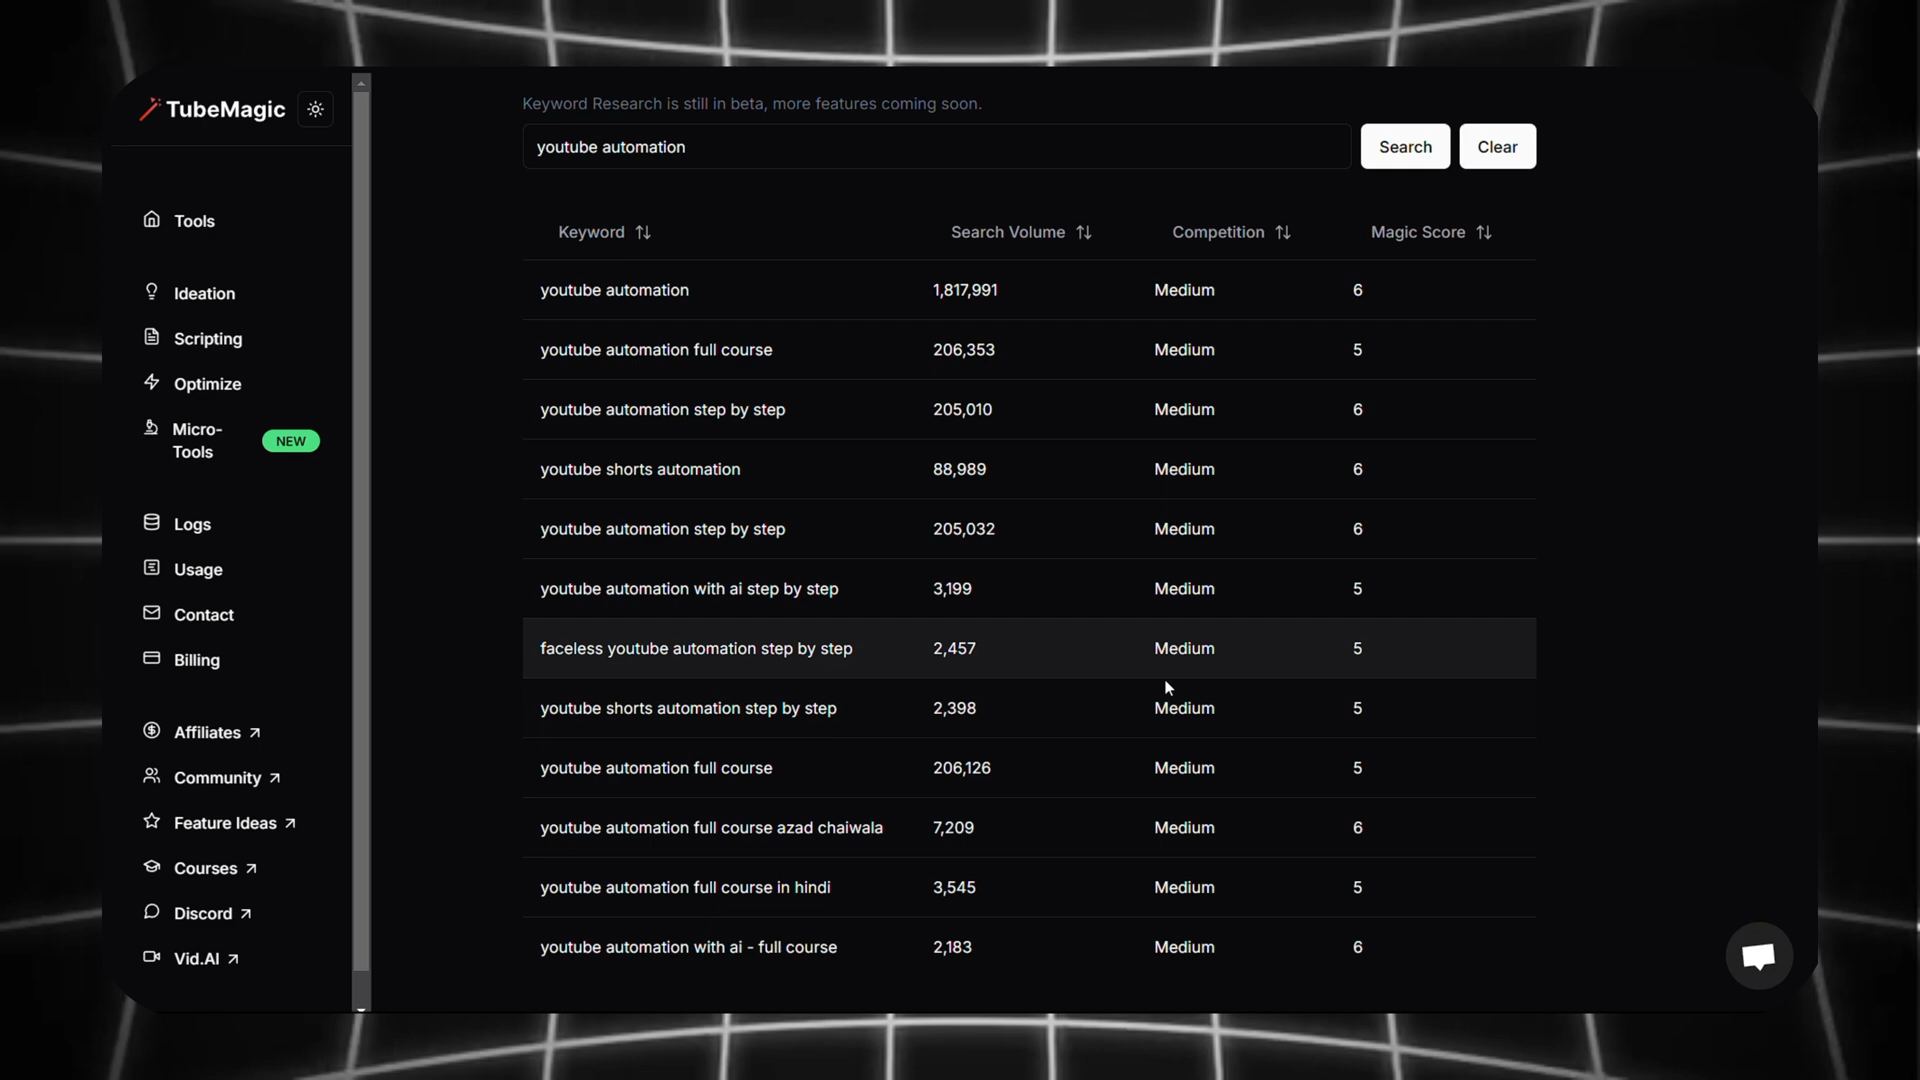 TubeMagic
Tools
Ideation
Scripting
Optimize
Micro-
Tools
NEW
Logs
Usage
Contact
Billing
Affiliates
Community
Feature Ideas
Courses
Discord
Vid.AI
Keyword Research is still in beta, more features coming soon.
youtube automation Search Clear
Keyword Search Volume Competition Magic Score
youtube automation 1,817,991 Medium 6
youtube automation full course 206,353 Medium 5
youtube automation step by step 205,010 Medium 6
youtube shorts automation 88,989 Medium 6
youtube automation step by step 205,032 Medium 6
youtube automation with ai step by step 3,199 Medium 5
faceless youtube automation step by step 2,457 Medium 5
youtube shorts automation step by step 2,398 Medium 5
youtube automation full course 206,126 Medium 5
youtube automation full course azad chaiwala 7,209 Medium 6
youtube automation full course in hindi 3,545 Medium 5
youtube automation with ai - full course 2,183 Medium 6